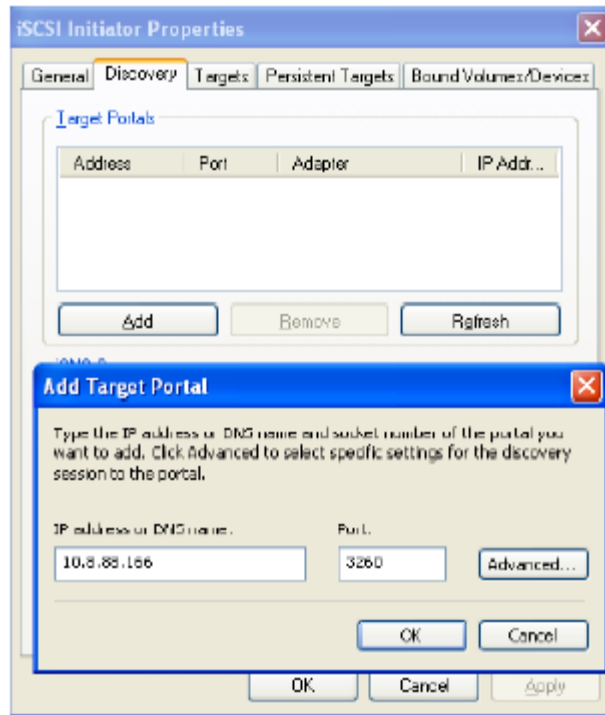 iSCSI Initiator Properties
General Discovery Targets Persistent Targets Bound Volumes/Devices
Target Portals
Address Port Adapter IP Addr...
Add Remove Refresh
Add Target Portal
Type the IP address or DNS name and socket number of the portal you
want to add. Click Advanced to select specific settings for the discovery
session to the portal.
IP address or DNS name: Port:
10.8.88.166 3260 Advanced...
OK Cancel
OK Cancel Apply